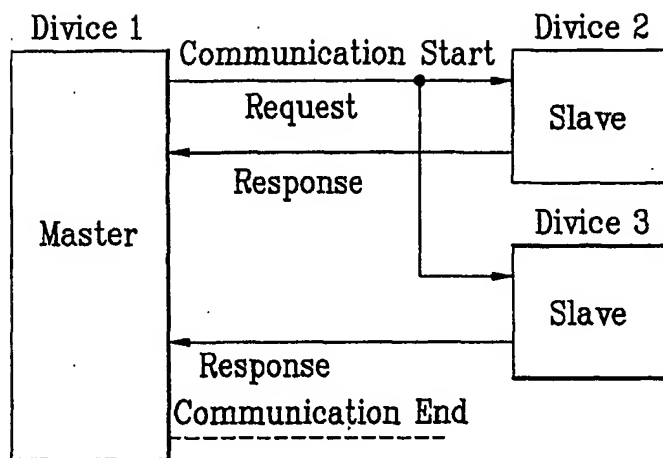 Divice 1
Communication Start
Divice 2
Request
Slave
Response
Master
Divice 3
Slave
Response
Communication End